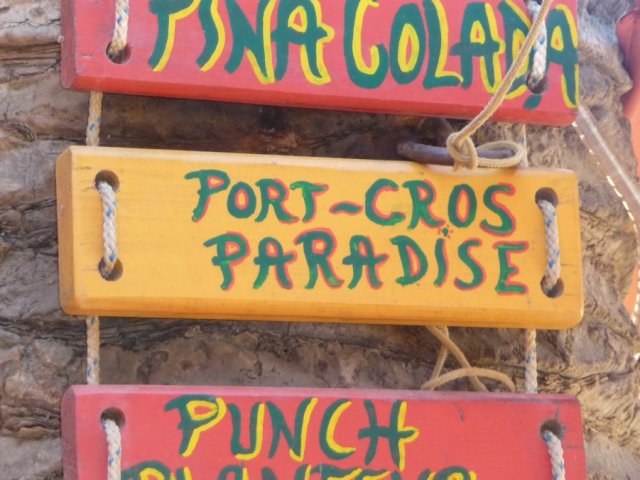 PINA COLADA
PORT-CROS
PARADISE
PUNCH